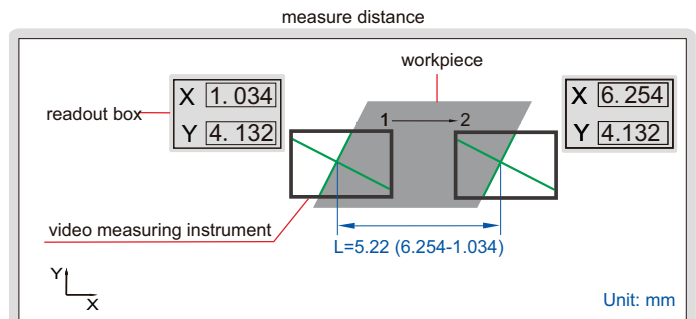 measure distance
workpiece
readout box
X 1. 034
Y 4. 132
1 2
X 6. 254
Y 4.132
video measuring instrument
L=5.22 (6.254-1.034)
Y
X
Unit: mm